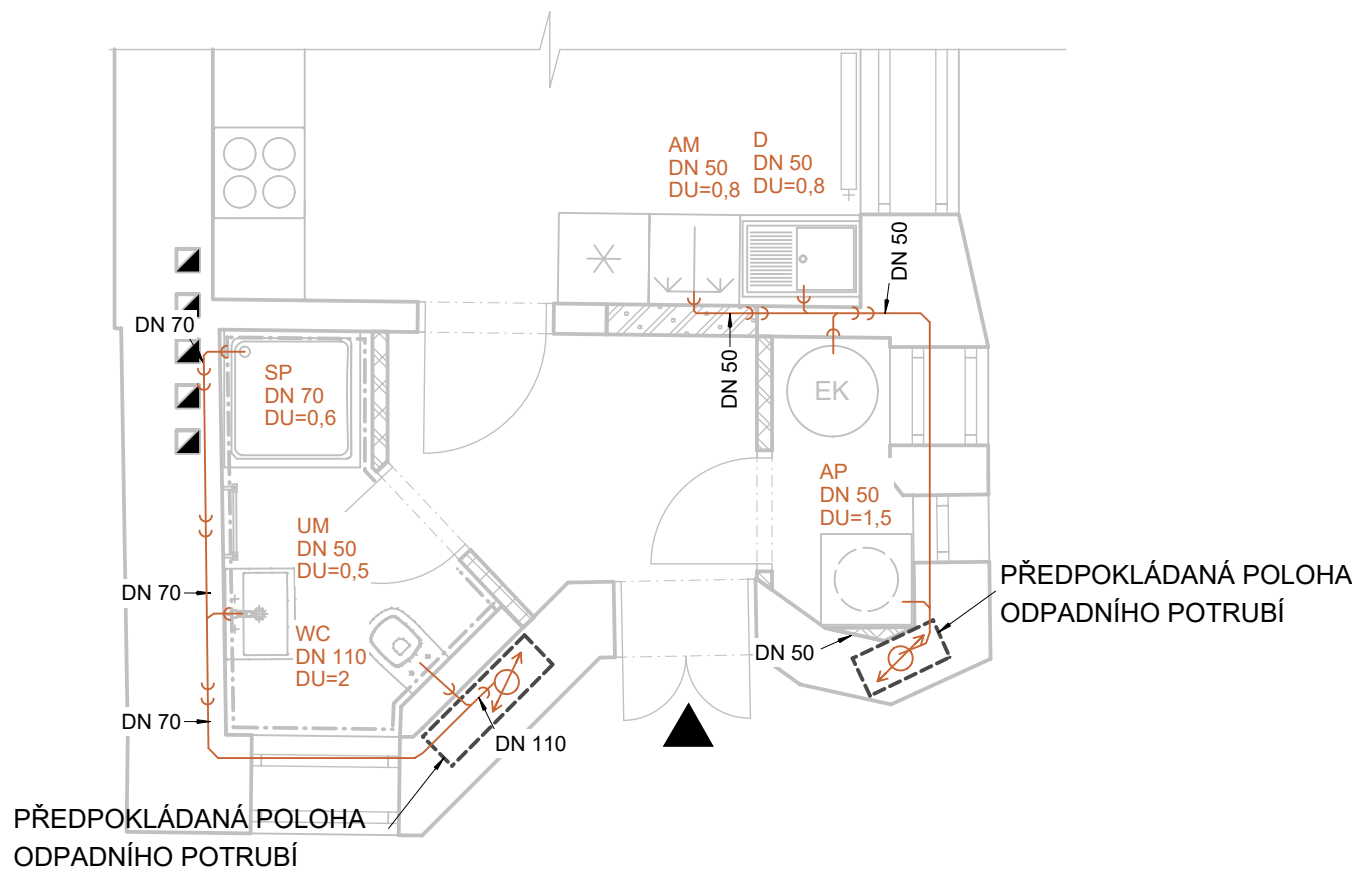 AM
DN 50
DU=0,8
D
DN 50
DU=0,8
DN 50
DN 70
DN 50
SP
DN 70
DU=0,6
EK
AP
DN 50
DU=1,5
UM
DN 50
DU=0,5
DN 70
PŘEDPOKLÁDANÁ POLOHA
ODPADNÍHO POTRUBÍ
WC
DN 110
DU=2
DN 50
DN 70
DN 110
PŘEDPOKLÁDANÁ POLOHA
ODPADNÍHO POTRUBÍ